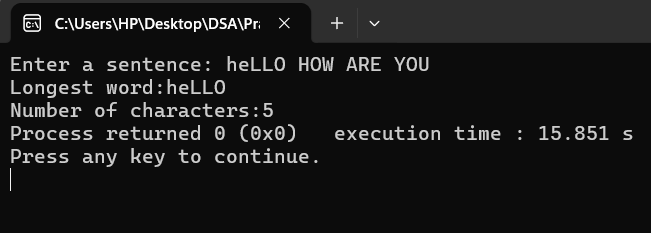 C:\Users\HP\Desktop\DSA\Pra
Enter a sentence: heLLO HOW ARE YOU
Longest word:heLLO
Number of characters:5
Process returned 0 (0x0)   execution time : 15.851 s
Press any key to continue.